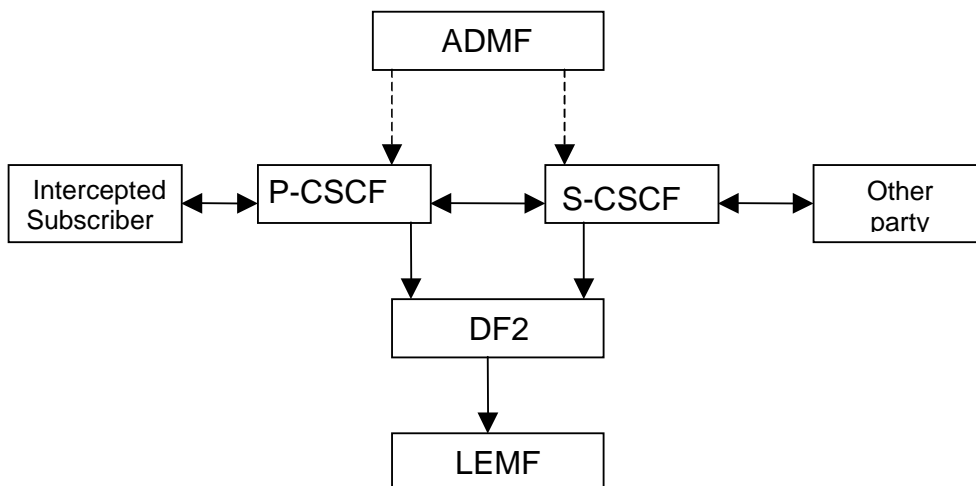 ADMF
Intercepted
Subscriber
P-CSCF
S-CSCF
Other
party
DF2
LEMF